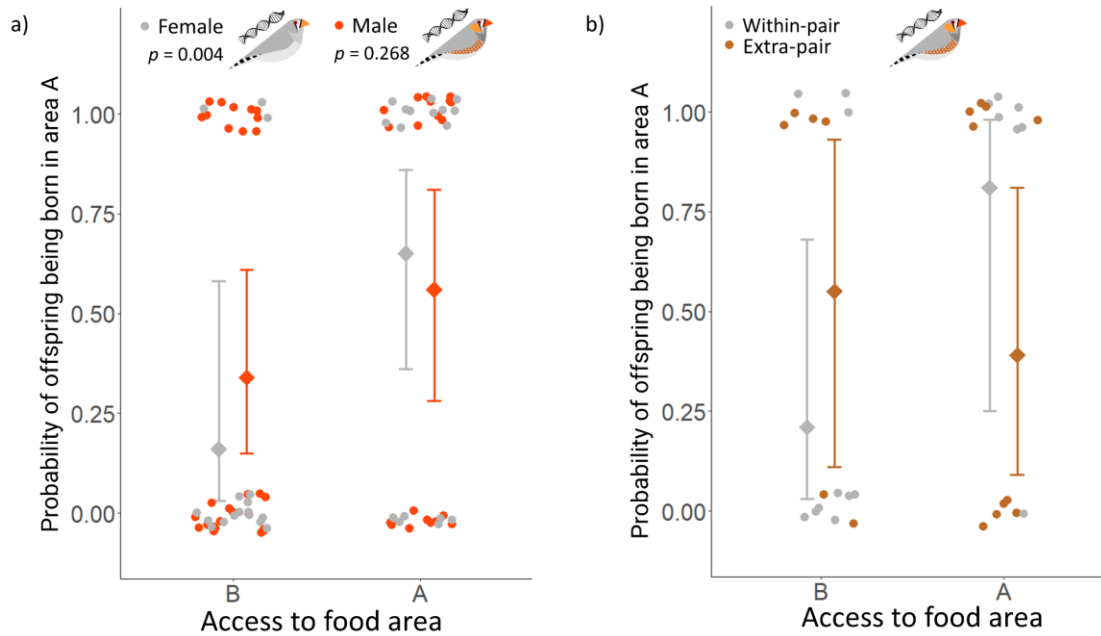 a)
Female
p = 0.004
Male
p = 0.268
Probability of offspring being born in area A
1.00
0.75
0.50
0.25
0.00
B
A
Access to food area
b)
Within-pair
Extra-pair
Probability of offspring being born in area A
1.00
0.75
0.50
0.25
0.00
B
A
Access to food area